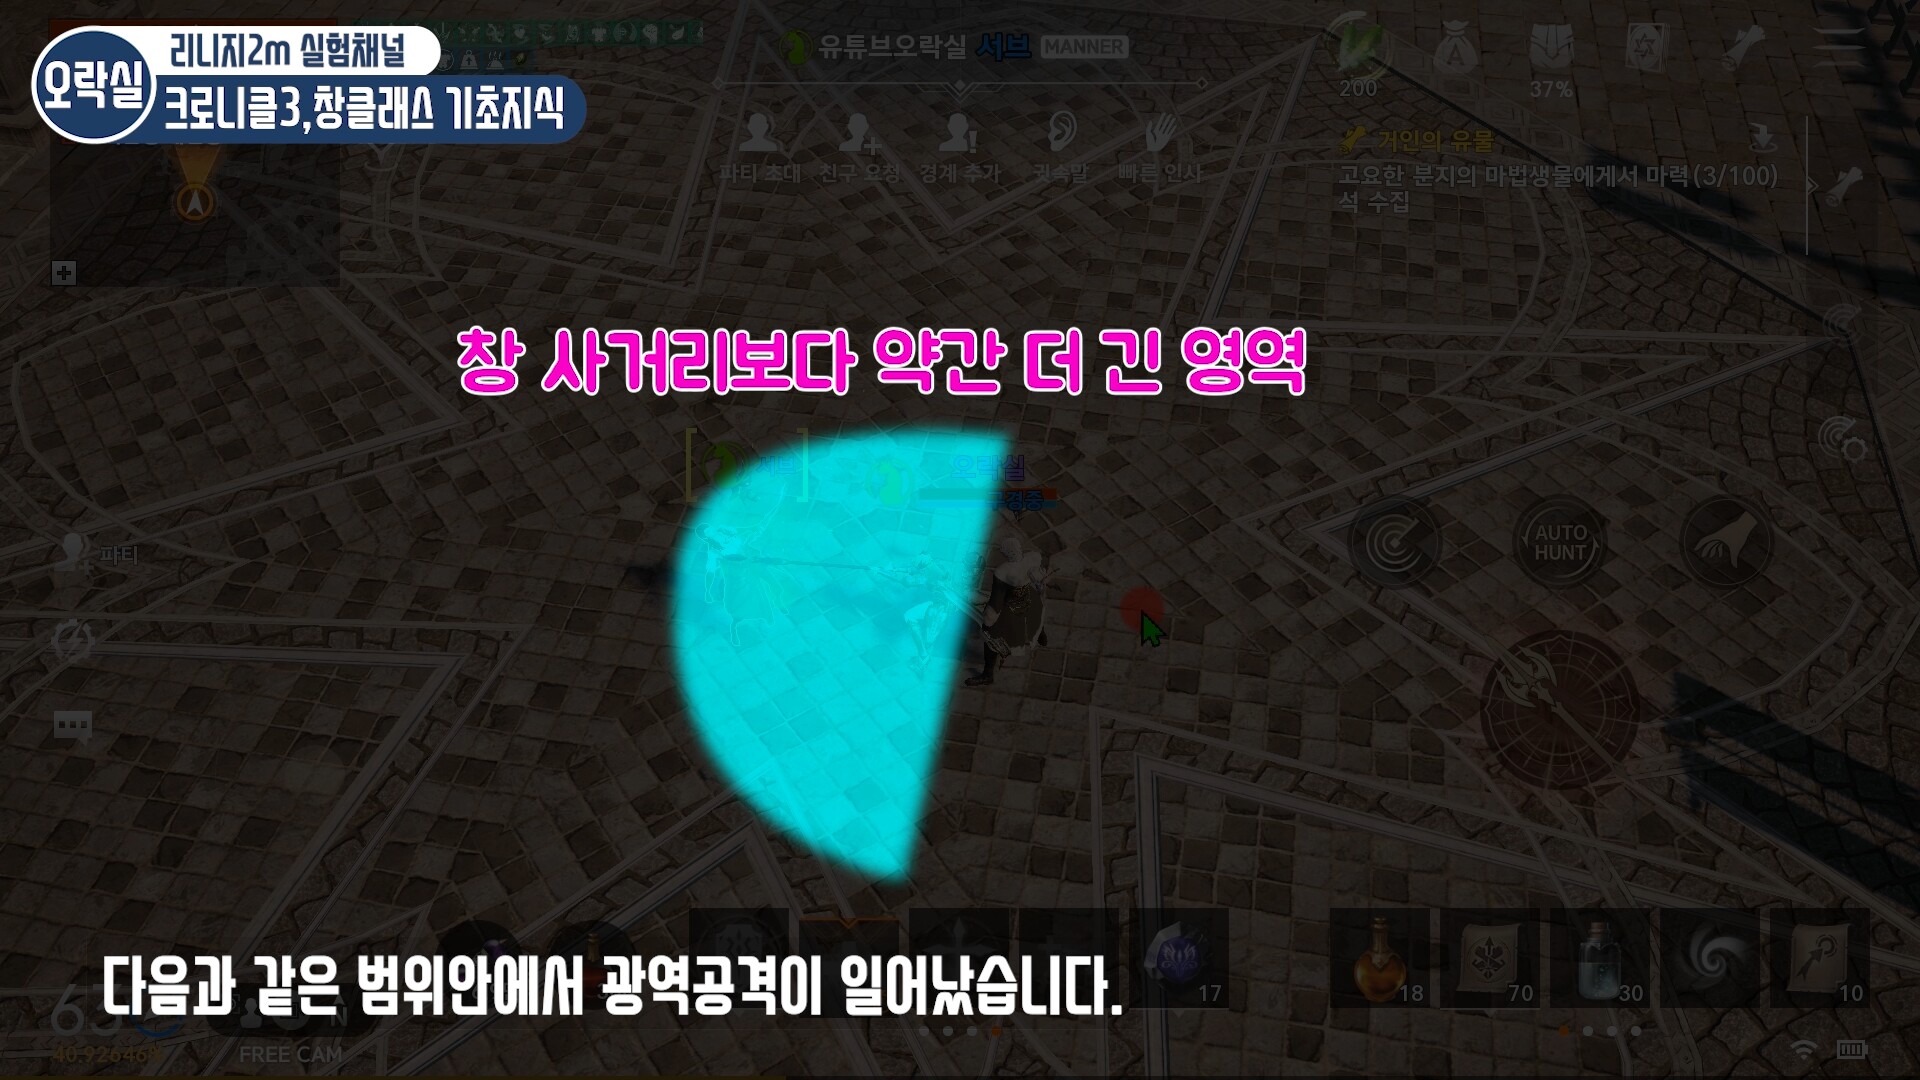 리니지2m 실험채널
오락실
크로니클3,창클래스 기초지식
유튜브오락실 서브 MANNER
200
37%
파티 초대 친구 요청 경계 추가 귓속말 빠른 인사
거인의 유물
고요한 분지의 마법생물에게서 마력(3/100)
석 수집
창 사거리보다 약간 더 긴 영역
서브
오락실
파티
AUTO
HUNT
다음과 같은 범위안에서 광역공격이 일어났습니다.
17
18
70
30
10
FREE CAM